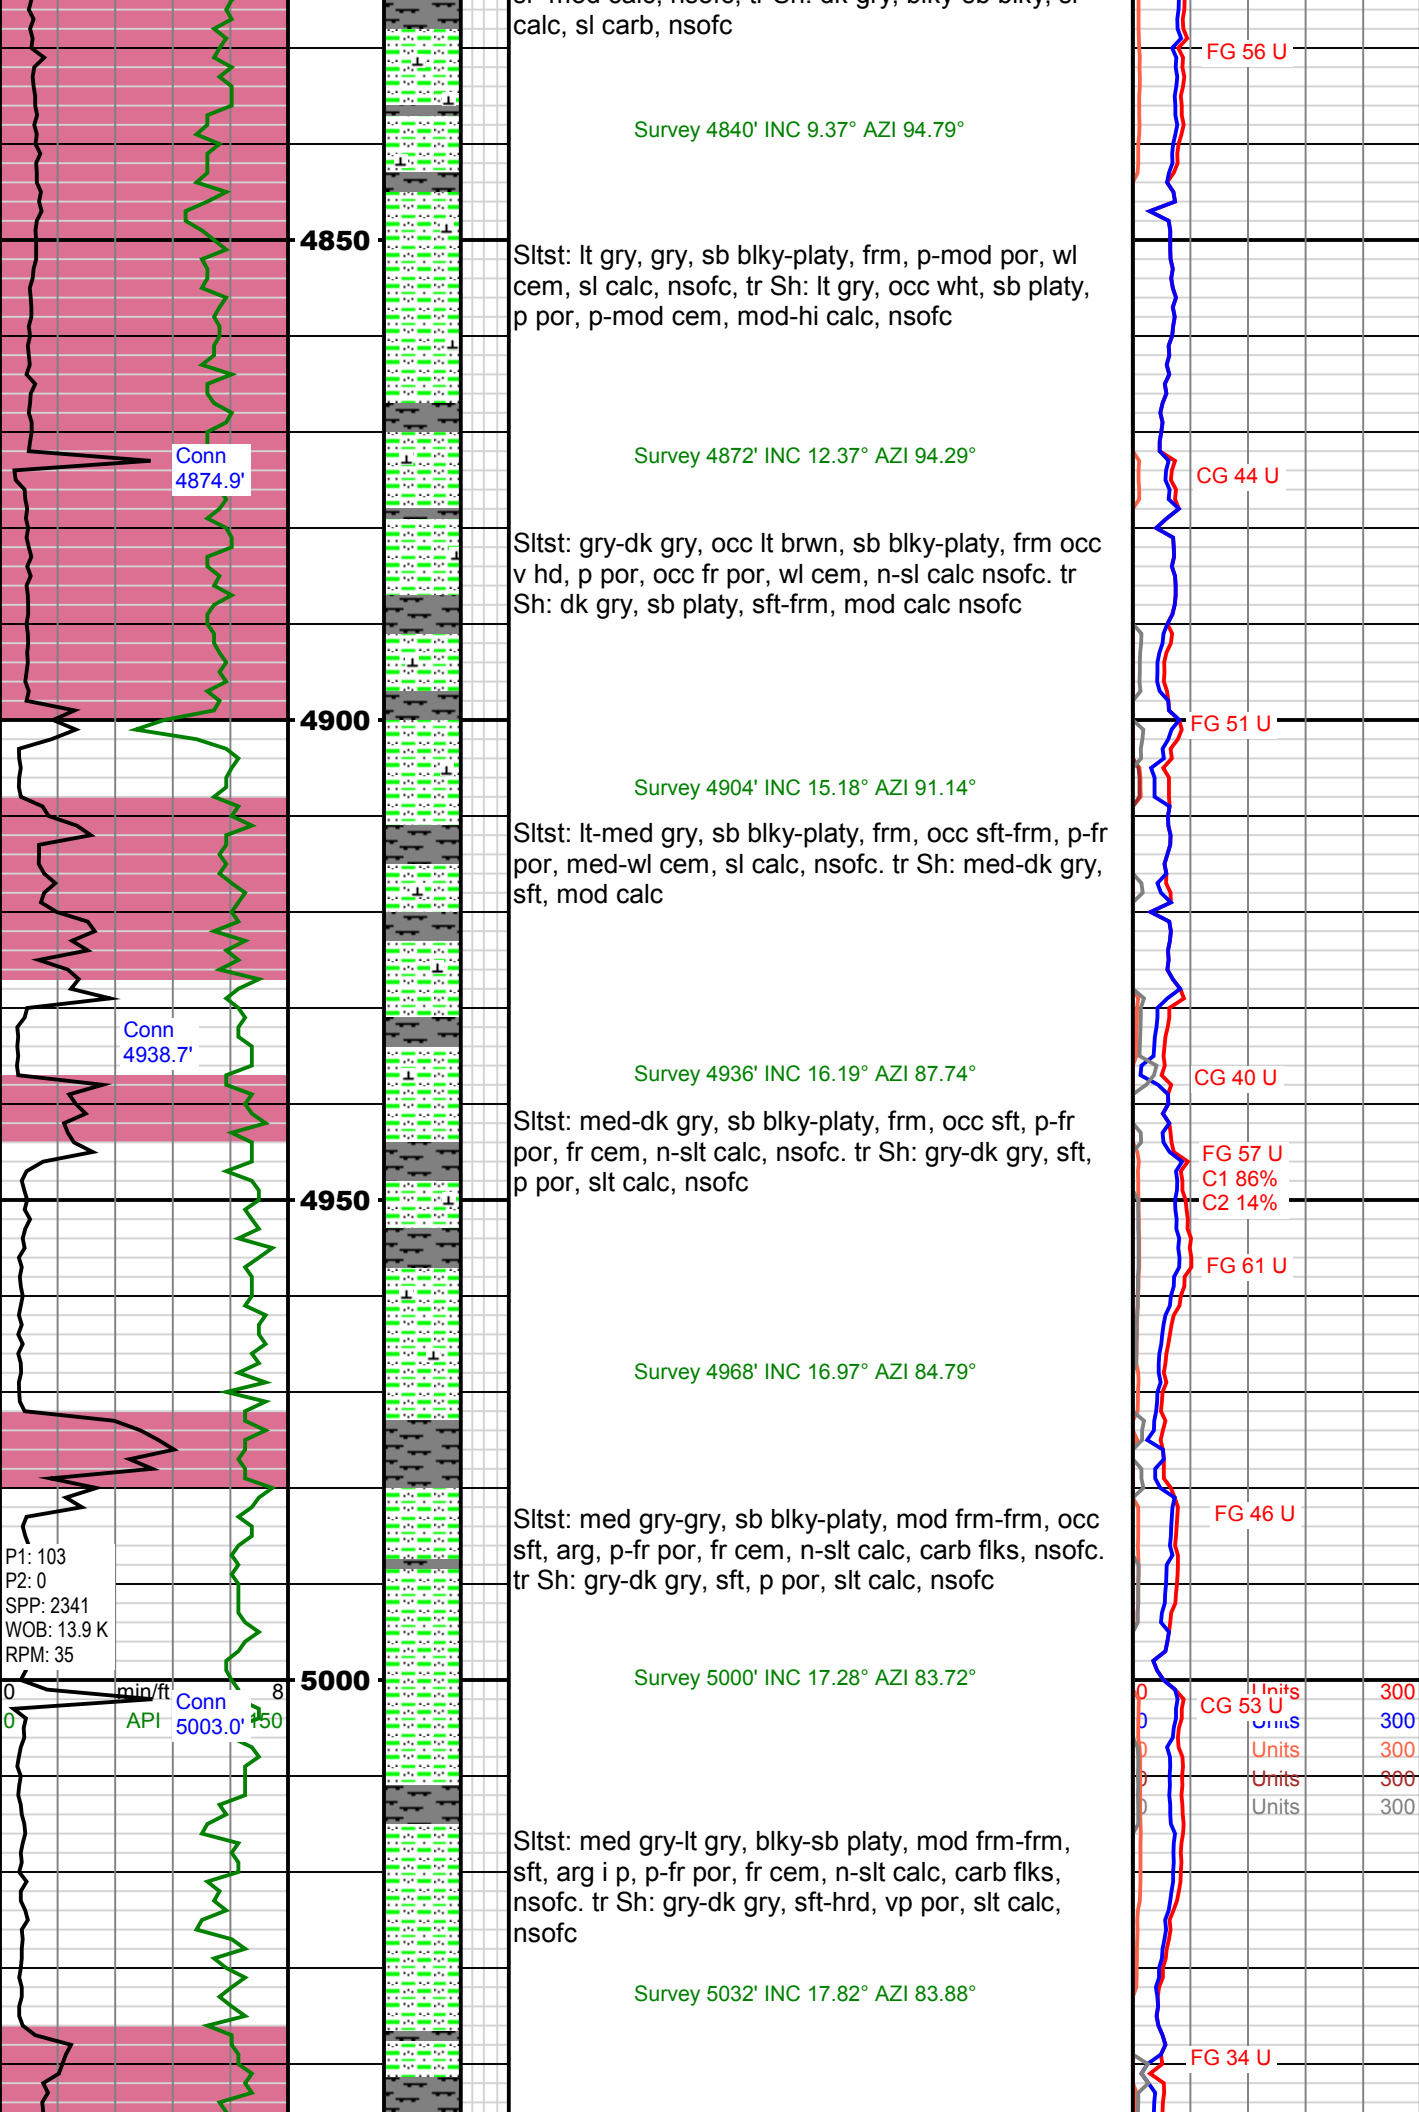 calc, sl carb, nsofc
FG 56 U
Survey 4840' INC 9.37° AZI 94.79°
4850
Sltst: lt gry, gry, sb blky-platy, frm, p-mod por, wl
cem, sl calc, nsofc, tr Sh: lt gry, occ wht, sb platy,
p por, p-mod cem, mod-hi calc, nsofc
Conn
4874.9'
Survey 4872' INC 12.37° AZI 94.29°
CG 44 U
Sltst: gry-dk gry, occ lt brwn, sb blky-platy, frm occ
v hd, p por, occ fr por, wl cem, n-sl calc nsofc. tr
Sh: dk gry, sb platy, sft-frm, mod calc nsofc
4900
FG 51 U
Survey 4904' INC 15.18° AZI 91.14°
Sltst: lt-med gry, sb blky-platy, frm, occ sft-frm, p-fr
por, med-wl cem, sl calc, nsofc. tr Sh: med-dk gry,
sft, mod calc
Conn
4938.7'
Survey 4936' INC 16.19° AZI 87.74°
CG 40 U
Sltst: med-dk gry, sb blky-platy, frm, occ sft, p-fr
por, fr cem, n-slt calc, nsofc. tr Sh: gry-dk gry, sft,
p por, slt calc, nsofc
FG 57 U
C1 86%
C2 14%
4950
FG 61 U
Survey 4968' INC 16.97° AZI 84.79°
Sltst: med gry-gry, sb blky-platy, mod frm-frm, occ
sft, arg, p-fr por, fr cem, n-slt calc, carb flks, nsofc.
tr Sh: gry-dk gry, sft, p por, slt calc, nsofc
FG 46 U
P1: 103
P2: 0
SPP: 2341
WOB: 13.9 K
RPM: 35
5000
Survey 5000' INC 17.28° AZI 83.72°
0 min/ft 8
0 API 150
Conn
5003.0'
CG 53 U
0 Units 300
0 Units 300
0 Units 300
0 Units 300
0 Units 300
Sltst: med gry-lt gry, blky-sb platy, mod frm-frm,
sft, arg i p, p-fr por, fr cem, n-slt calc, carb flks,
nsofc. tr Sh: gry-dk gry, sft-hrd, vp por, slt calc,
nsofc
Survey 5032' INC 17.82° AZI 83.88°
FG 34 U